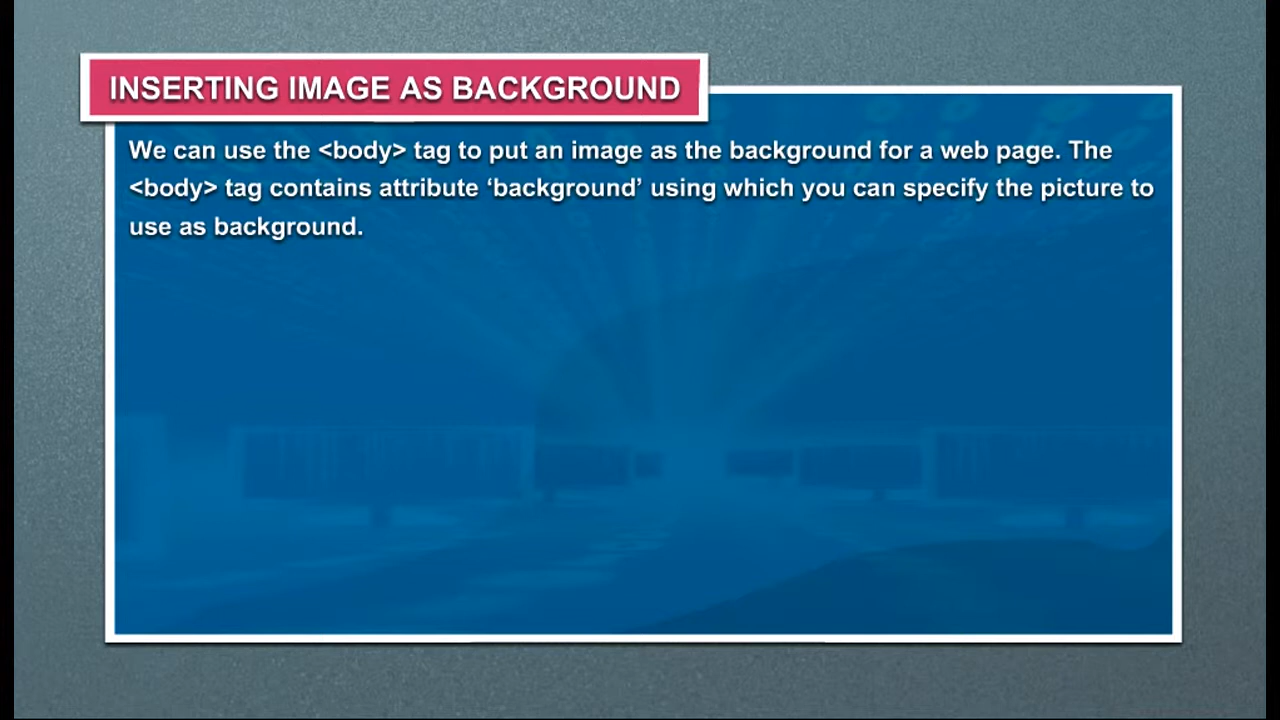 INSERTING IMAGE AS BACKGROUND
We can use the <body> tag to put an image as the background for a web page. The
<body> tag contains attribute ‘background’ using which you can specify the picture to
use as background.